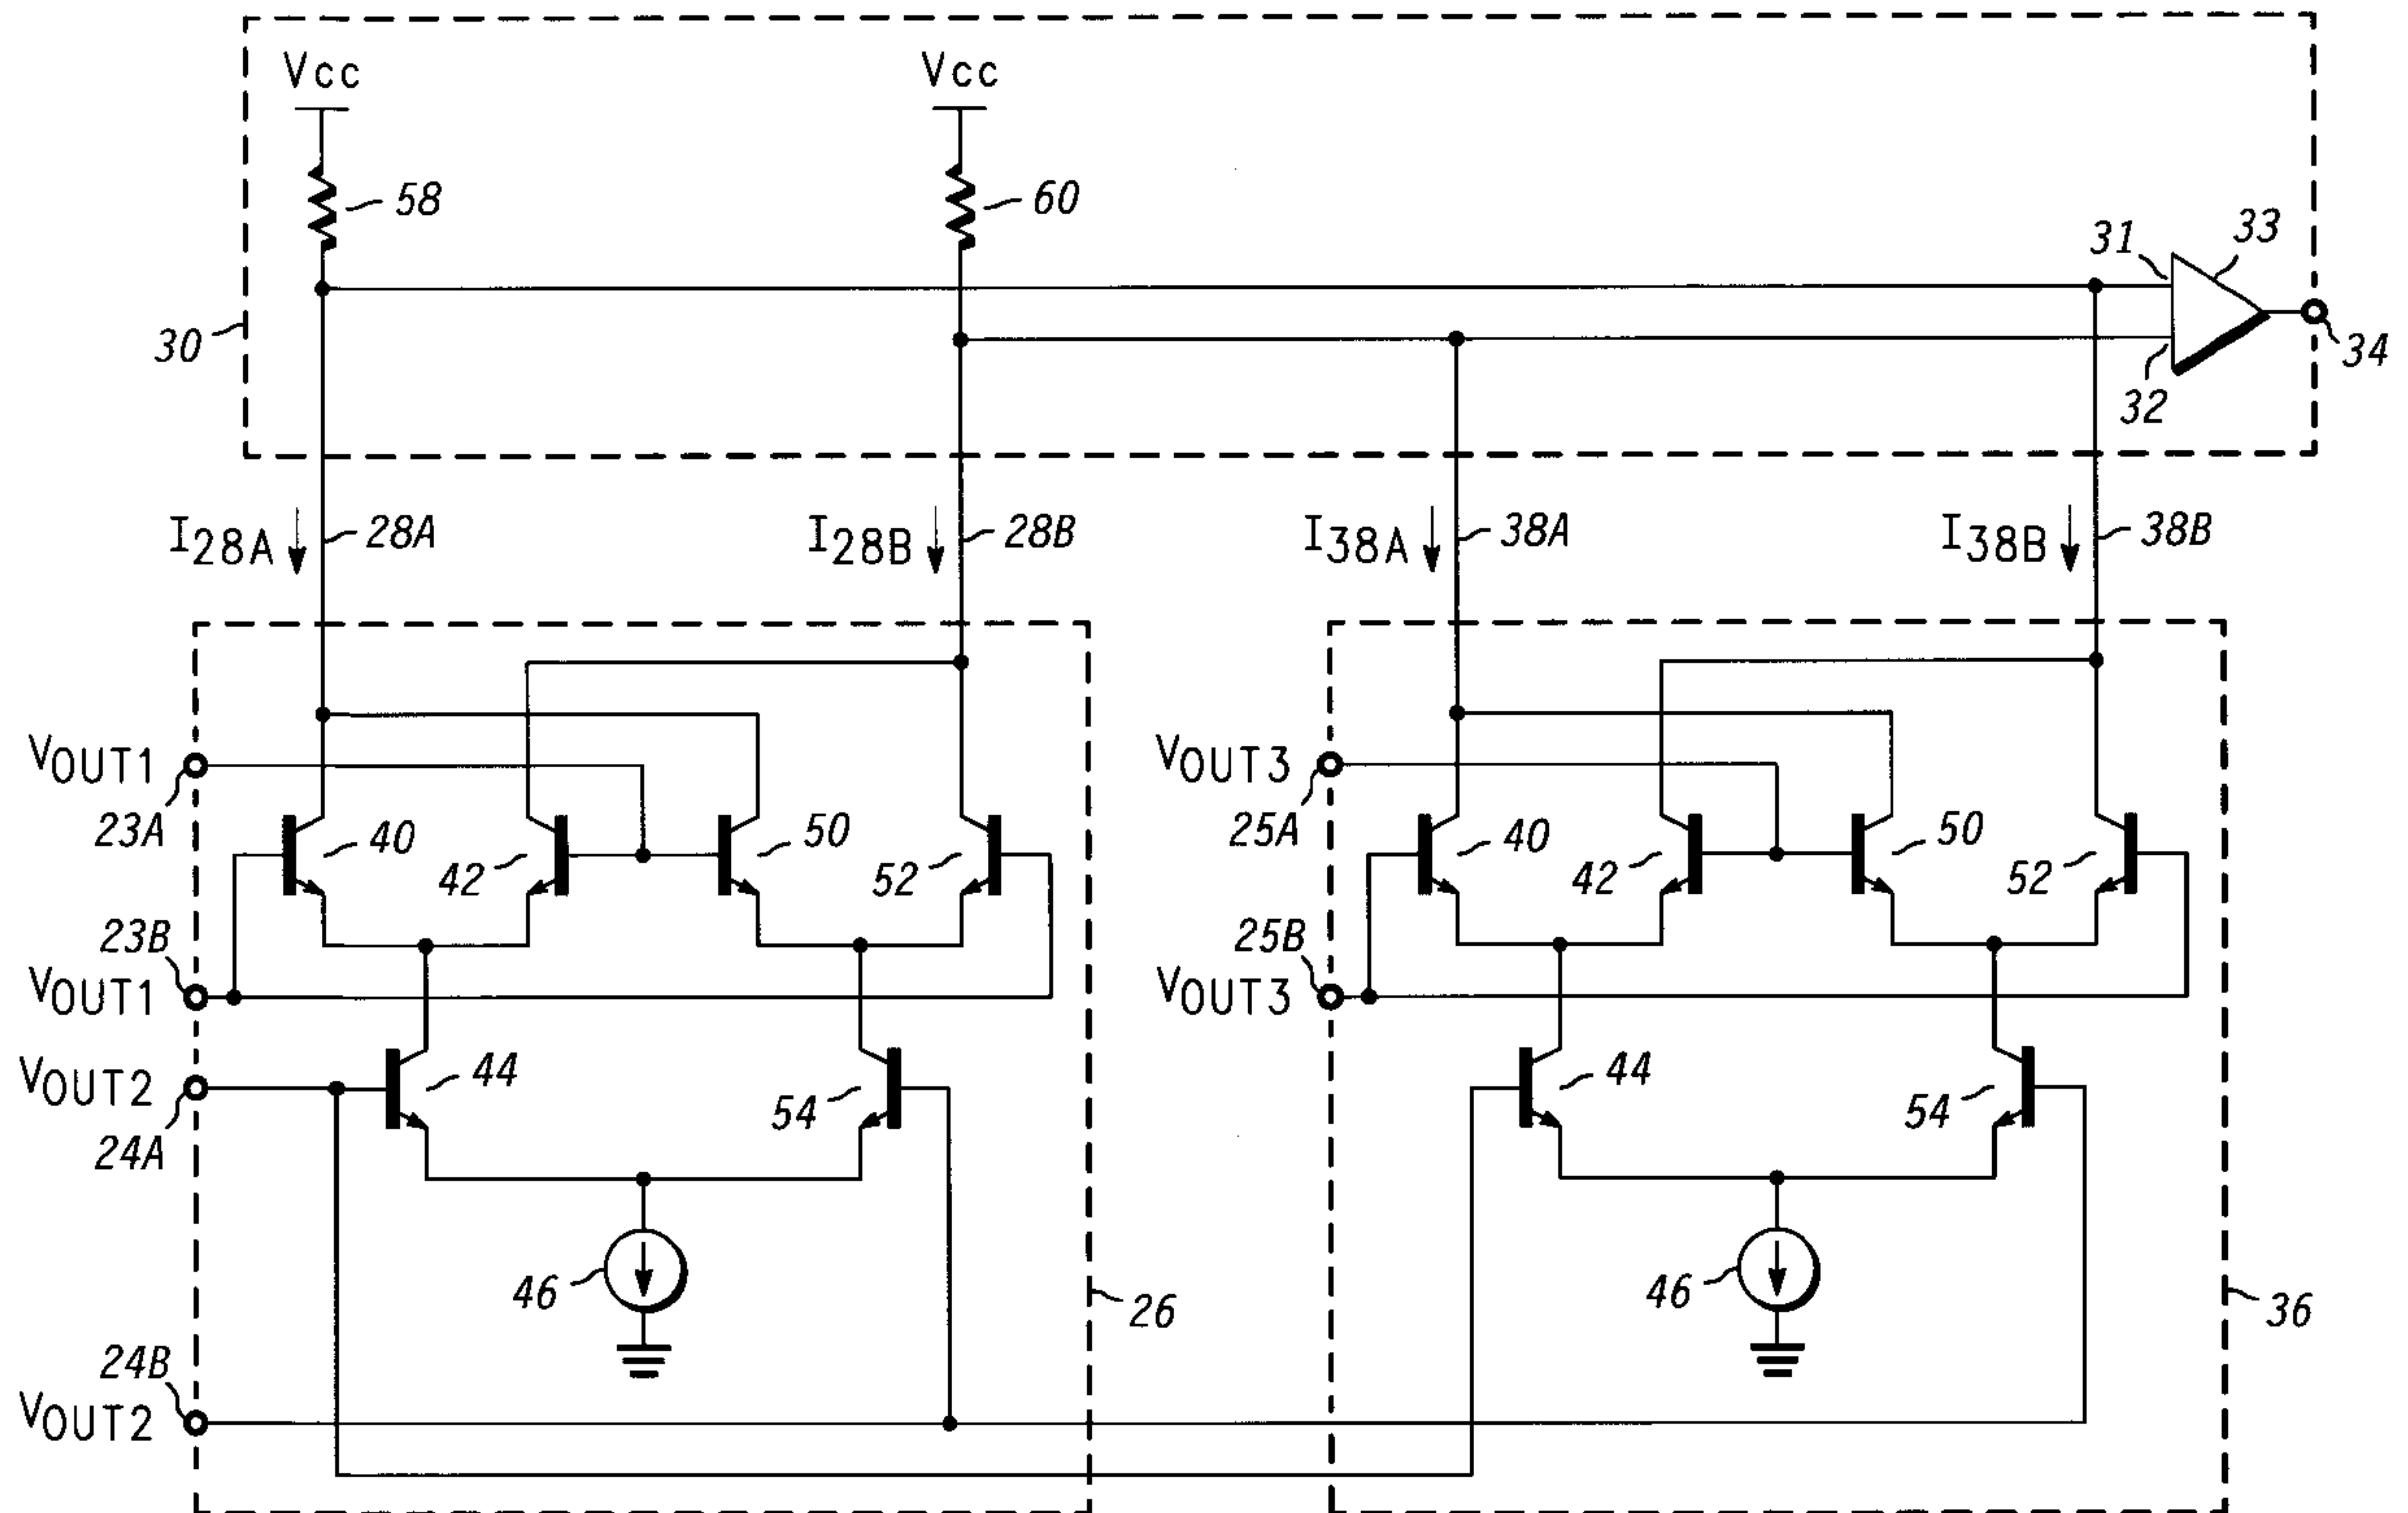 Vcc Vcc
58 60
31 33
30 34
32
I28A 28A I28B 28B I38A 38A I38B 38B
VOUT1 VOUT3
23A 40 42 50 52 25A 40 42 50 52
23B 25B
VOUT1 VOUT3
VOUT2 44 54 44 54
24A
46 26 46 36
24B
VOUT2